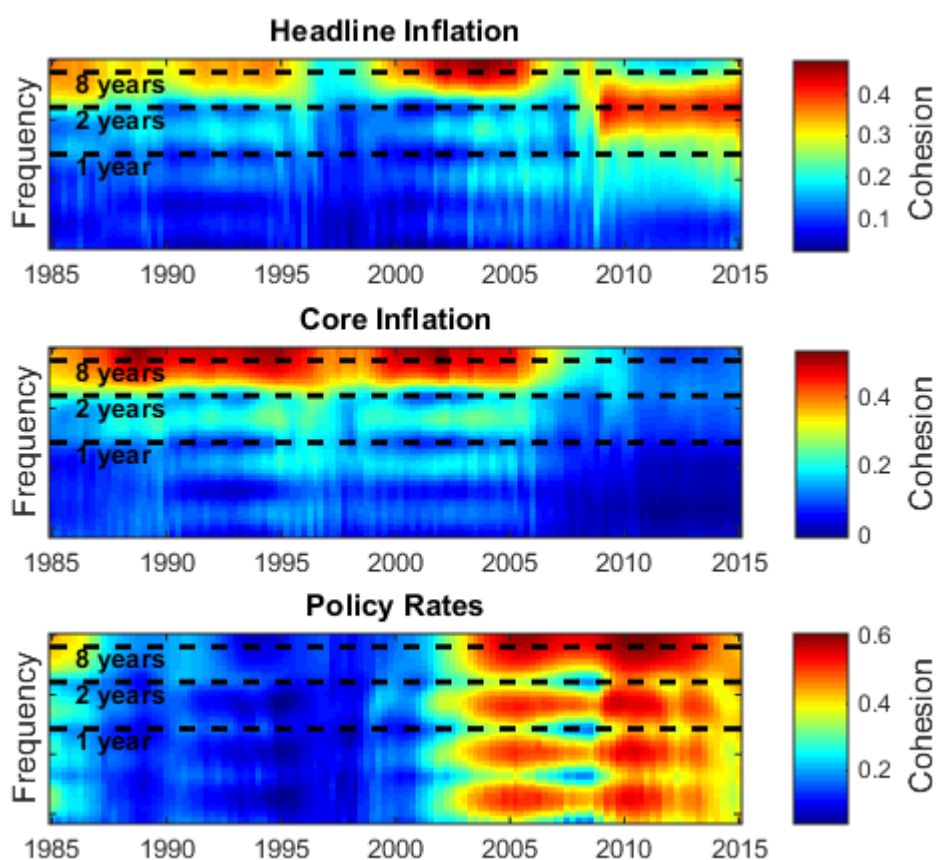 Headline Inflation
Frequency
8 years
2 years
1 year
1985 1990 1995 2000 2005 2010 2015
0.4
0.3
0.2
0.1
Cohesion
Core Inflation
Frequency
8 years
2 years
1 year
1985 1990 1995 2000 2005 2010 2015
0.4
0.2
0
Cohesion
Policy Rates
Frequency
8 years
2 years
1 year
1985 1990 1995 2000 2005 2010 2015
0.6
0.4
0.2
Cohesion